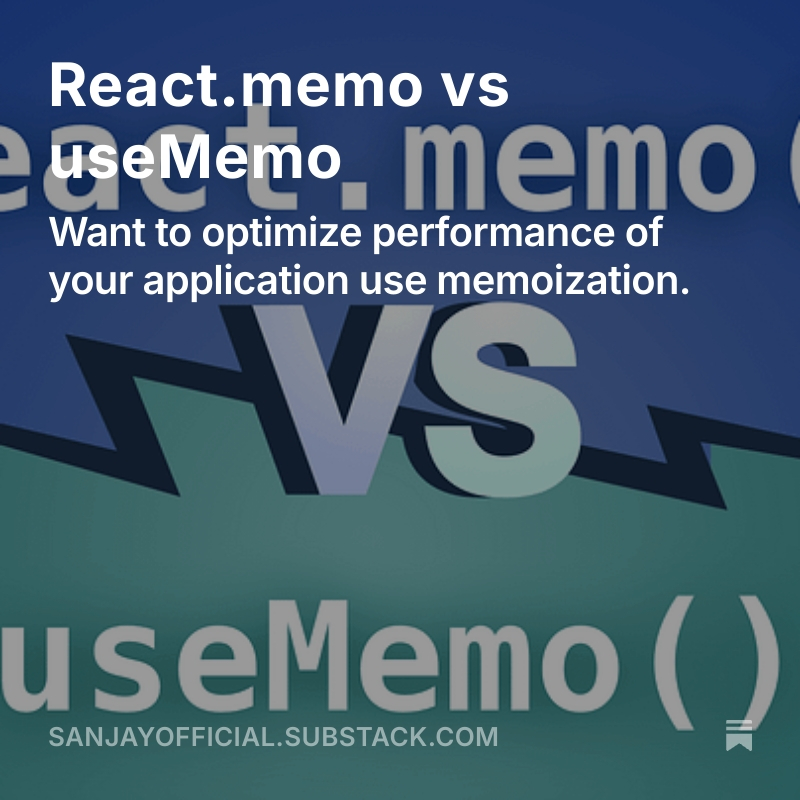 React.memo vs
useMemo
eact.memo(
Want to optimize performance of
your application use memoization.
VS
useMemo()
SANJAYOFFICIAL.SUBSTACK.COM